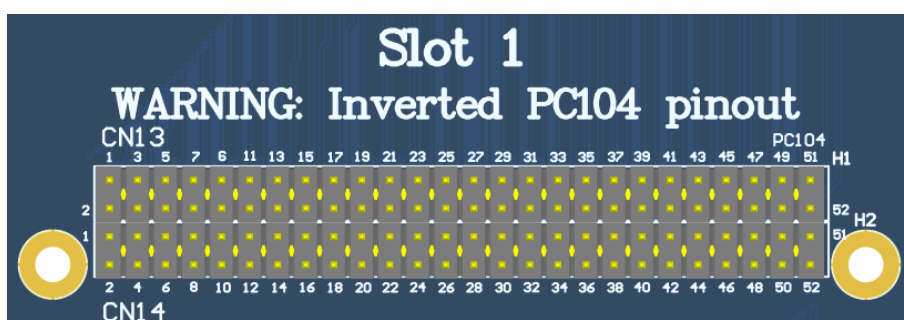 Slot 1
WARNING: Inverted PC104 pinout
CN13 PC104
1 3 5 7 6 11 13 15 17 19 21 23 25 27 29 31 33 35 37 39 41 43 45 47 49 51 H1
2 52 H2
1 51
2 4 6 8 10 12 14 16 18 20 22 24 26 28 30 32 34 36 38 40 42 44 46 48 50 52
CN14